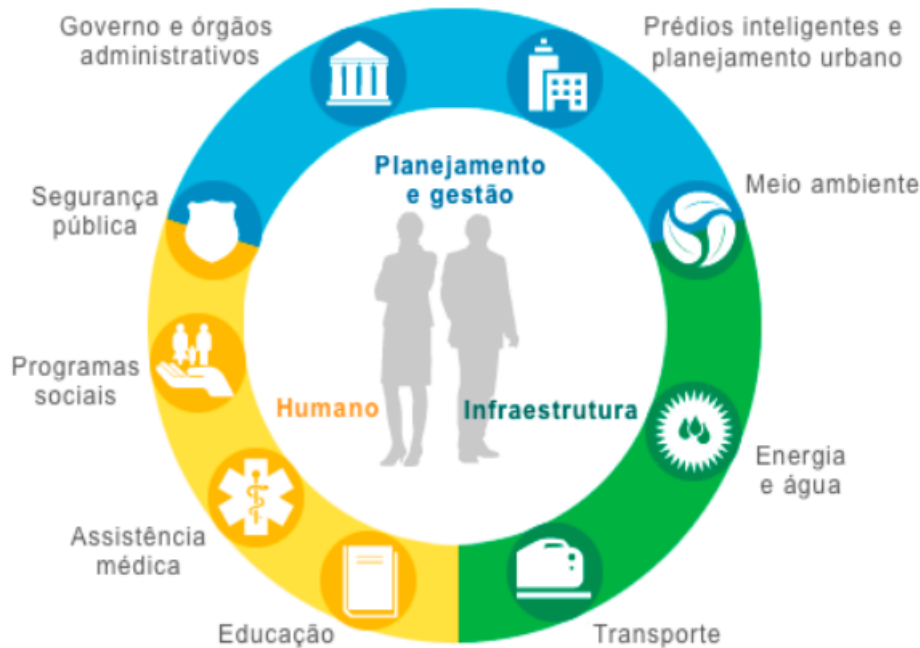 Governo e órgãos
administrativos
Prédios inteligentes e
planejamento urbano
Planejamento
e gestão
Segurança
pública
Meio ambiente
Programas
sociais
Humano
Infraestrutura
Energia
e água
Assistência
médica
Educação
Transporte